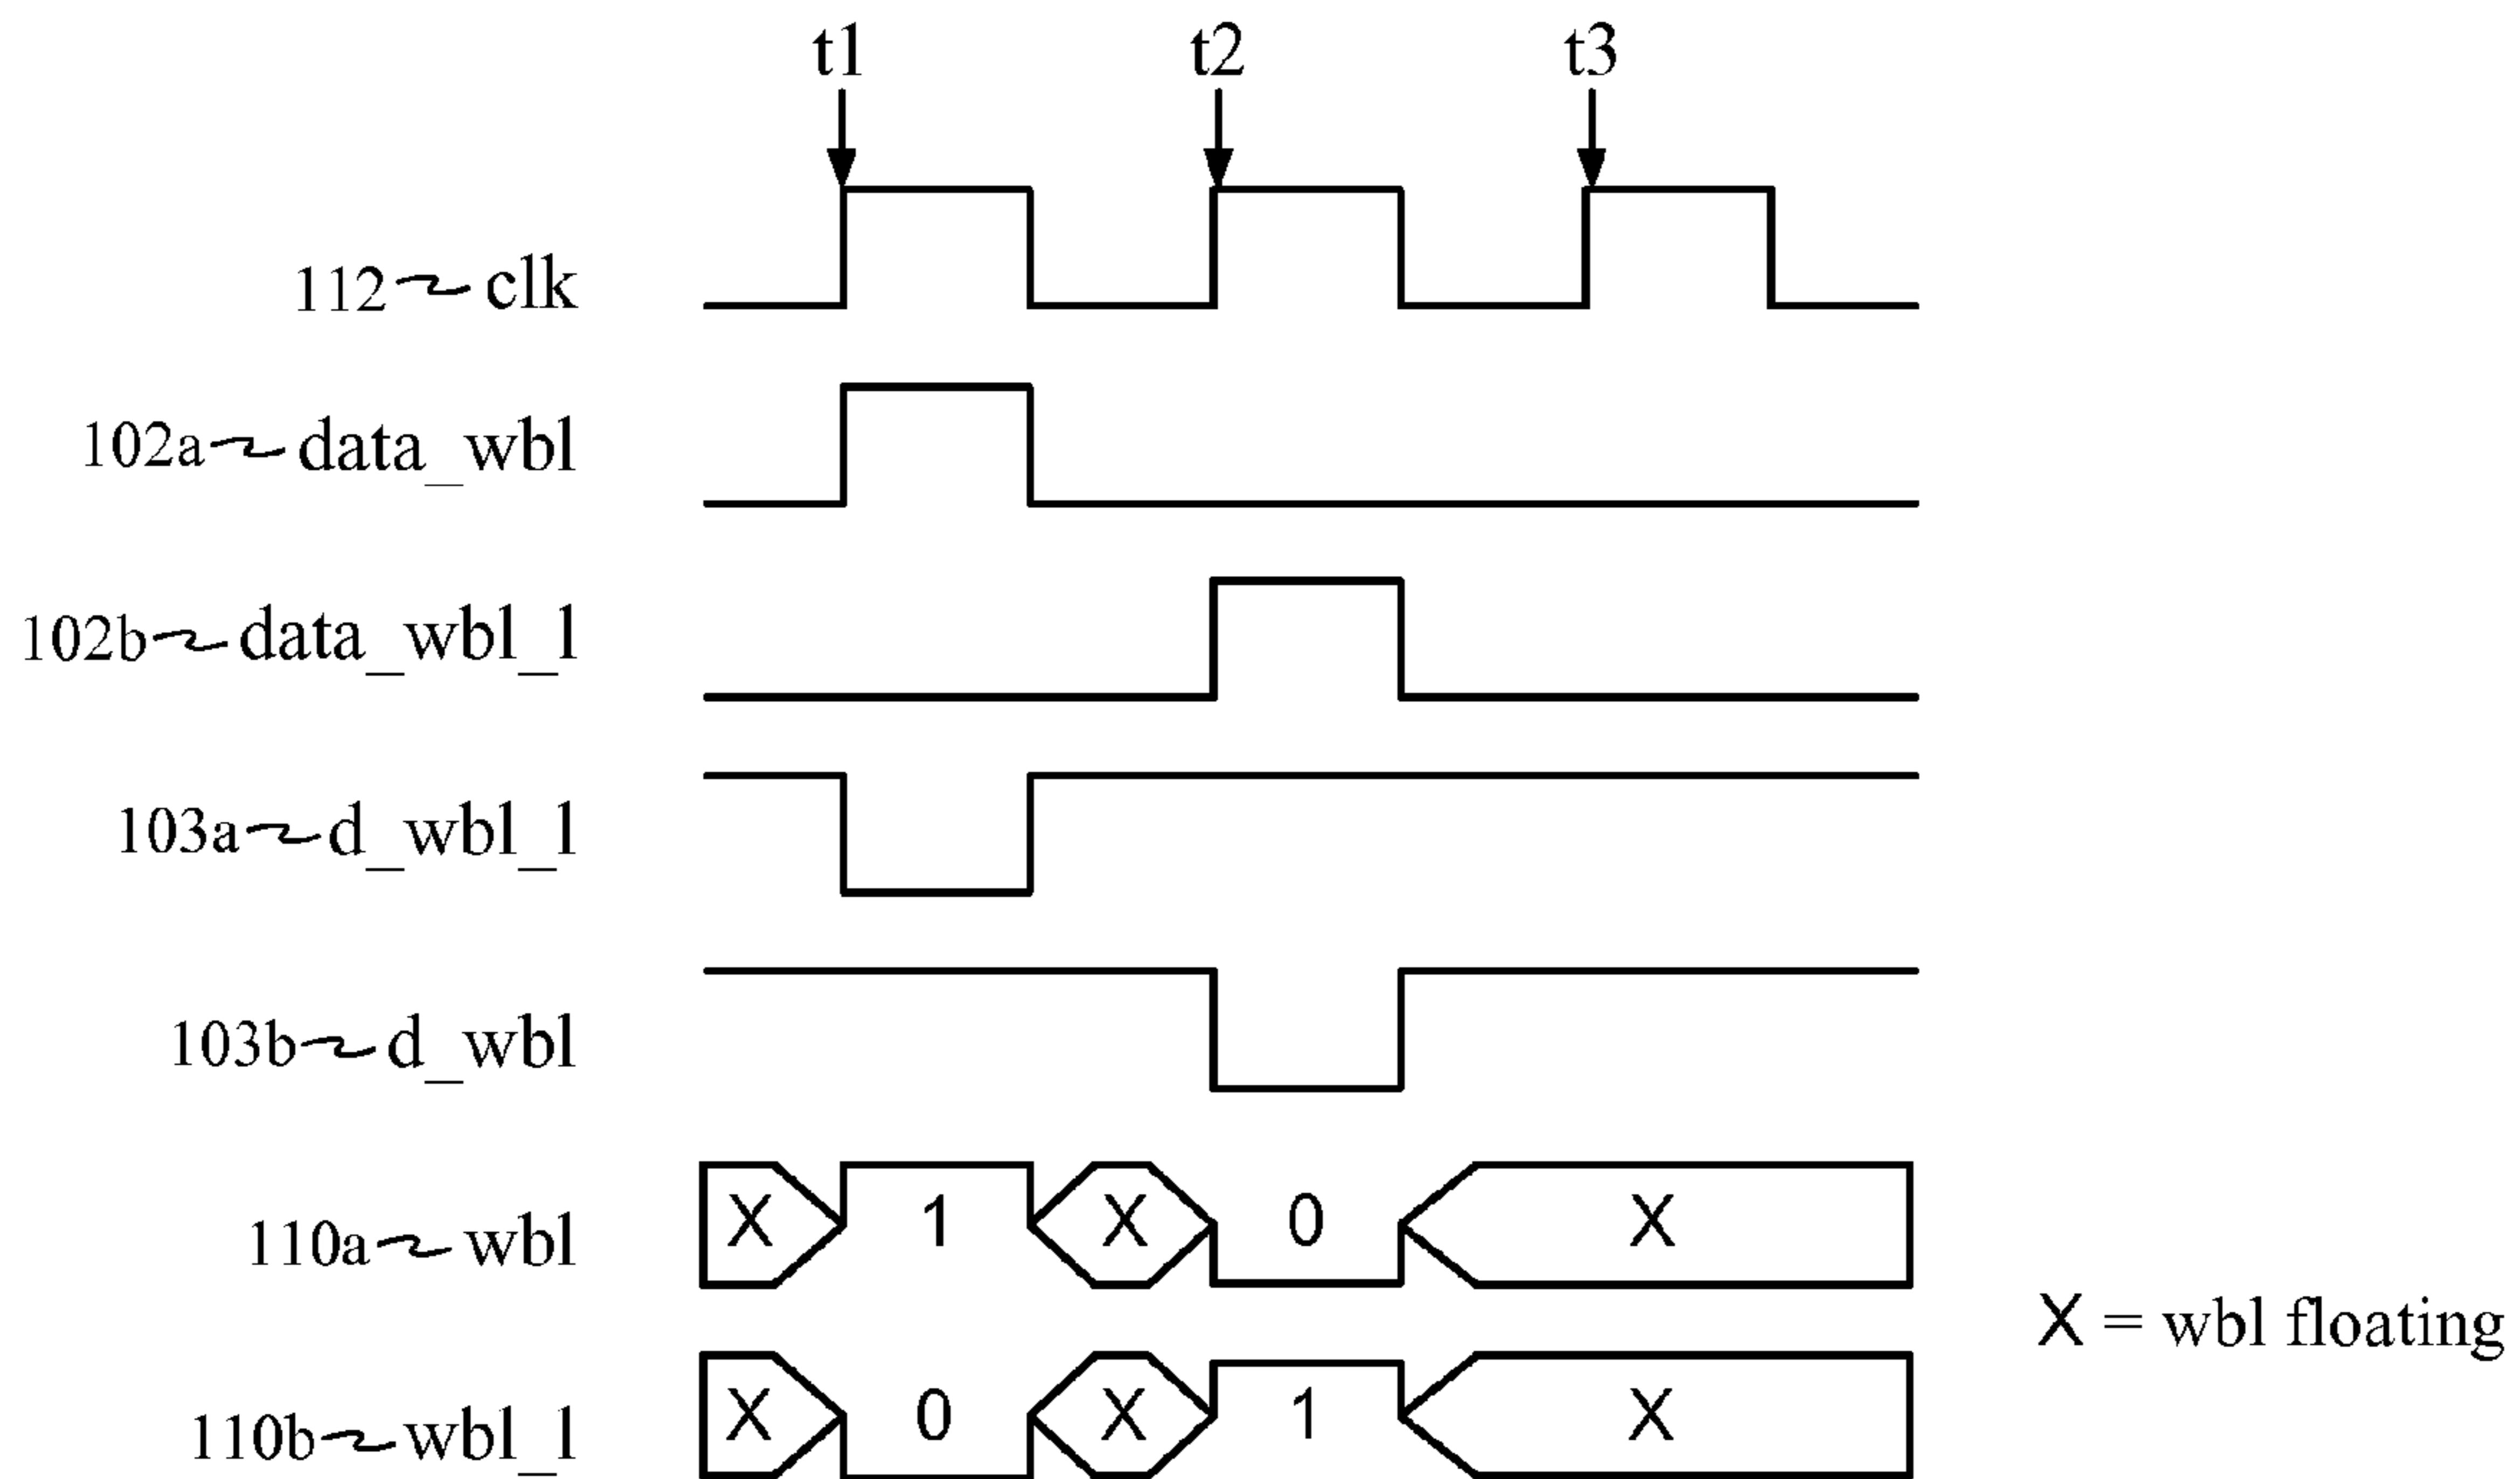 t1 t2 t3
112 clk
102a data_wbl
102b data_wbl_l
103a d_wbl_l
103b d_wbl
110a wbl X 1 X 0 X
X = wbl floating
110b wbl_l X 0 X 1 X